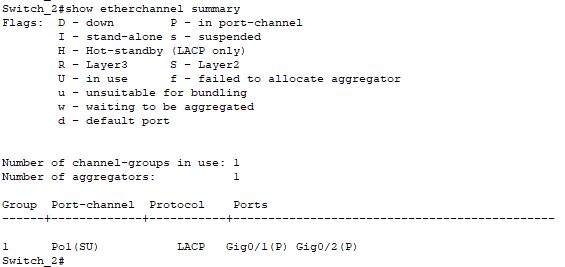 Switch_2#show etherchannel summary
Flags:  D - down        P - in port-channel
        I - stand-alone s - suspended
        H - Hot-standby (LACP only)
        R - Layer3      S - Layer2
        U - in use      f - failed to allocate aggregator
        u - unsuitable for bundling
        w - waiting to be aggregated
        d - default port
Number of channel-groups in use: 1
Number of aggregators:           1
Group  Port-channel  Protocol    Ports
------+-------------+-----------+----------------------------------------------
1      Po1(SU)           LACP   Gig0/1(P) Gig0/2(P)
Switch_2#